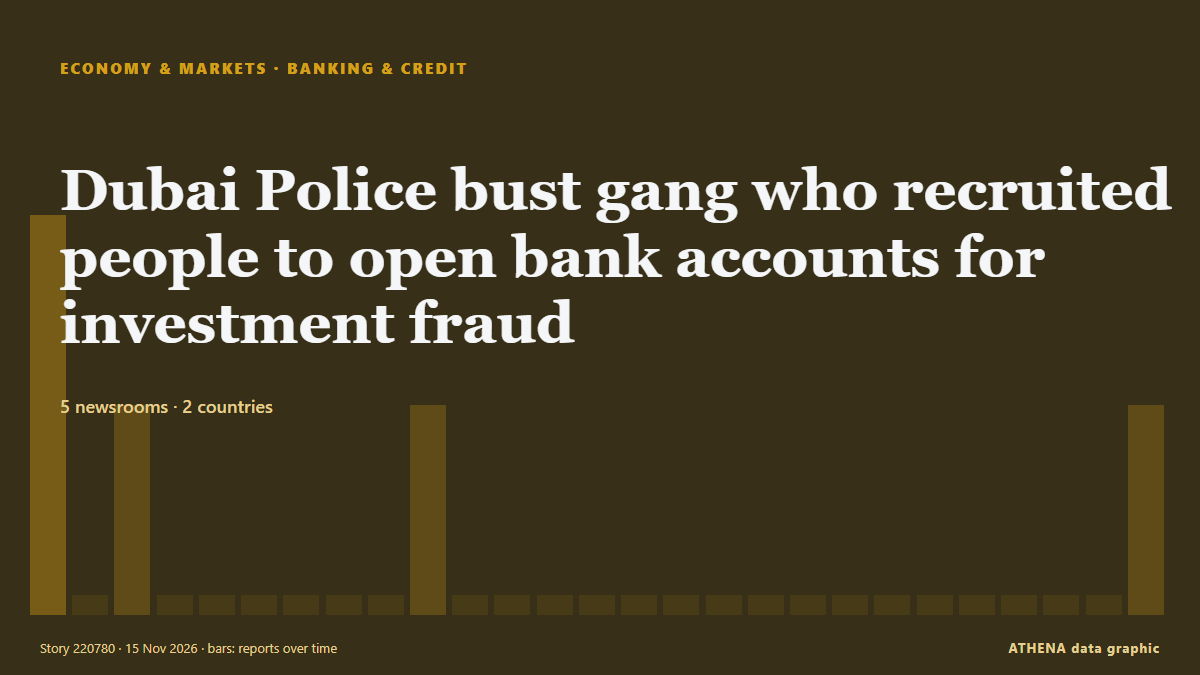 ECONOMY & MARKETS · BANKING & CREDIT
Dubai Police bust gang who recruited
people to open bank accounts for
investment fraud
5 newsrooms · 2 countries
Story 220780 · 15 Nov 2026 · bars: reports over time
ATHENA data graphic